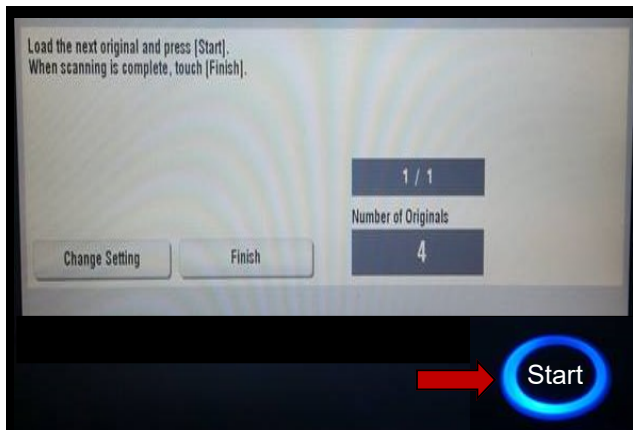 Load the next original and press [Start].
When scanning is complete, touch [Finish].
1 / 1
Number of Originals
4
Change Setting
Finish
Start